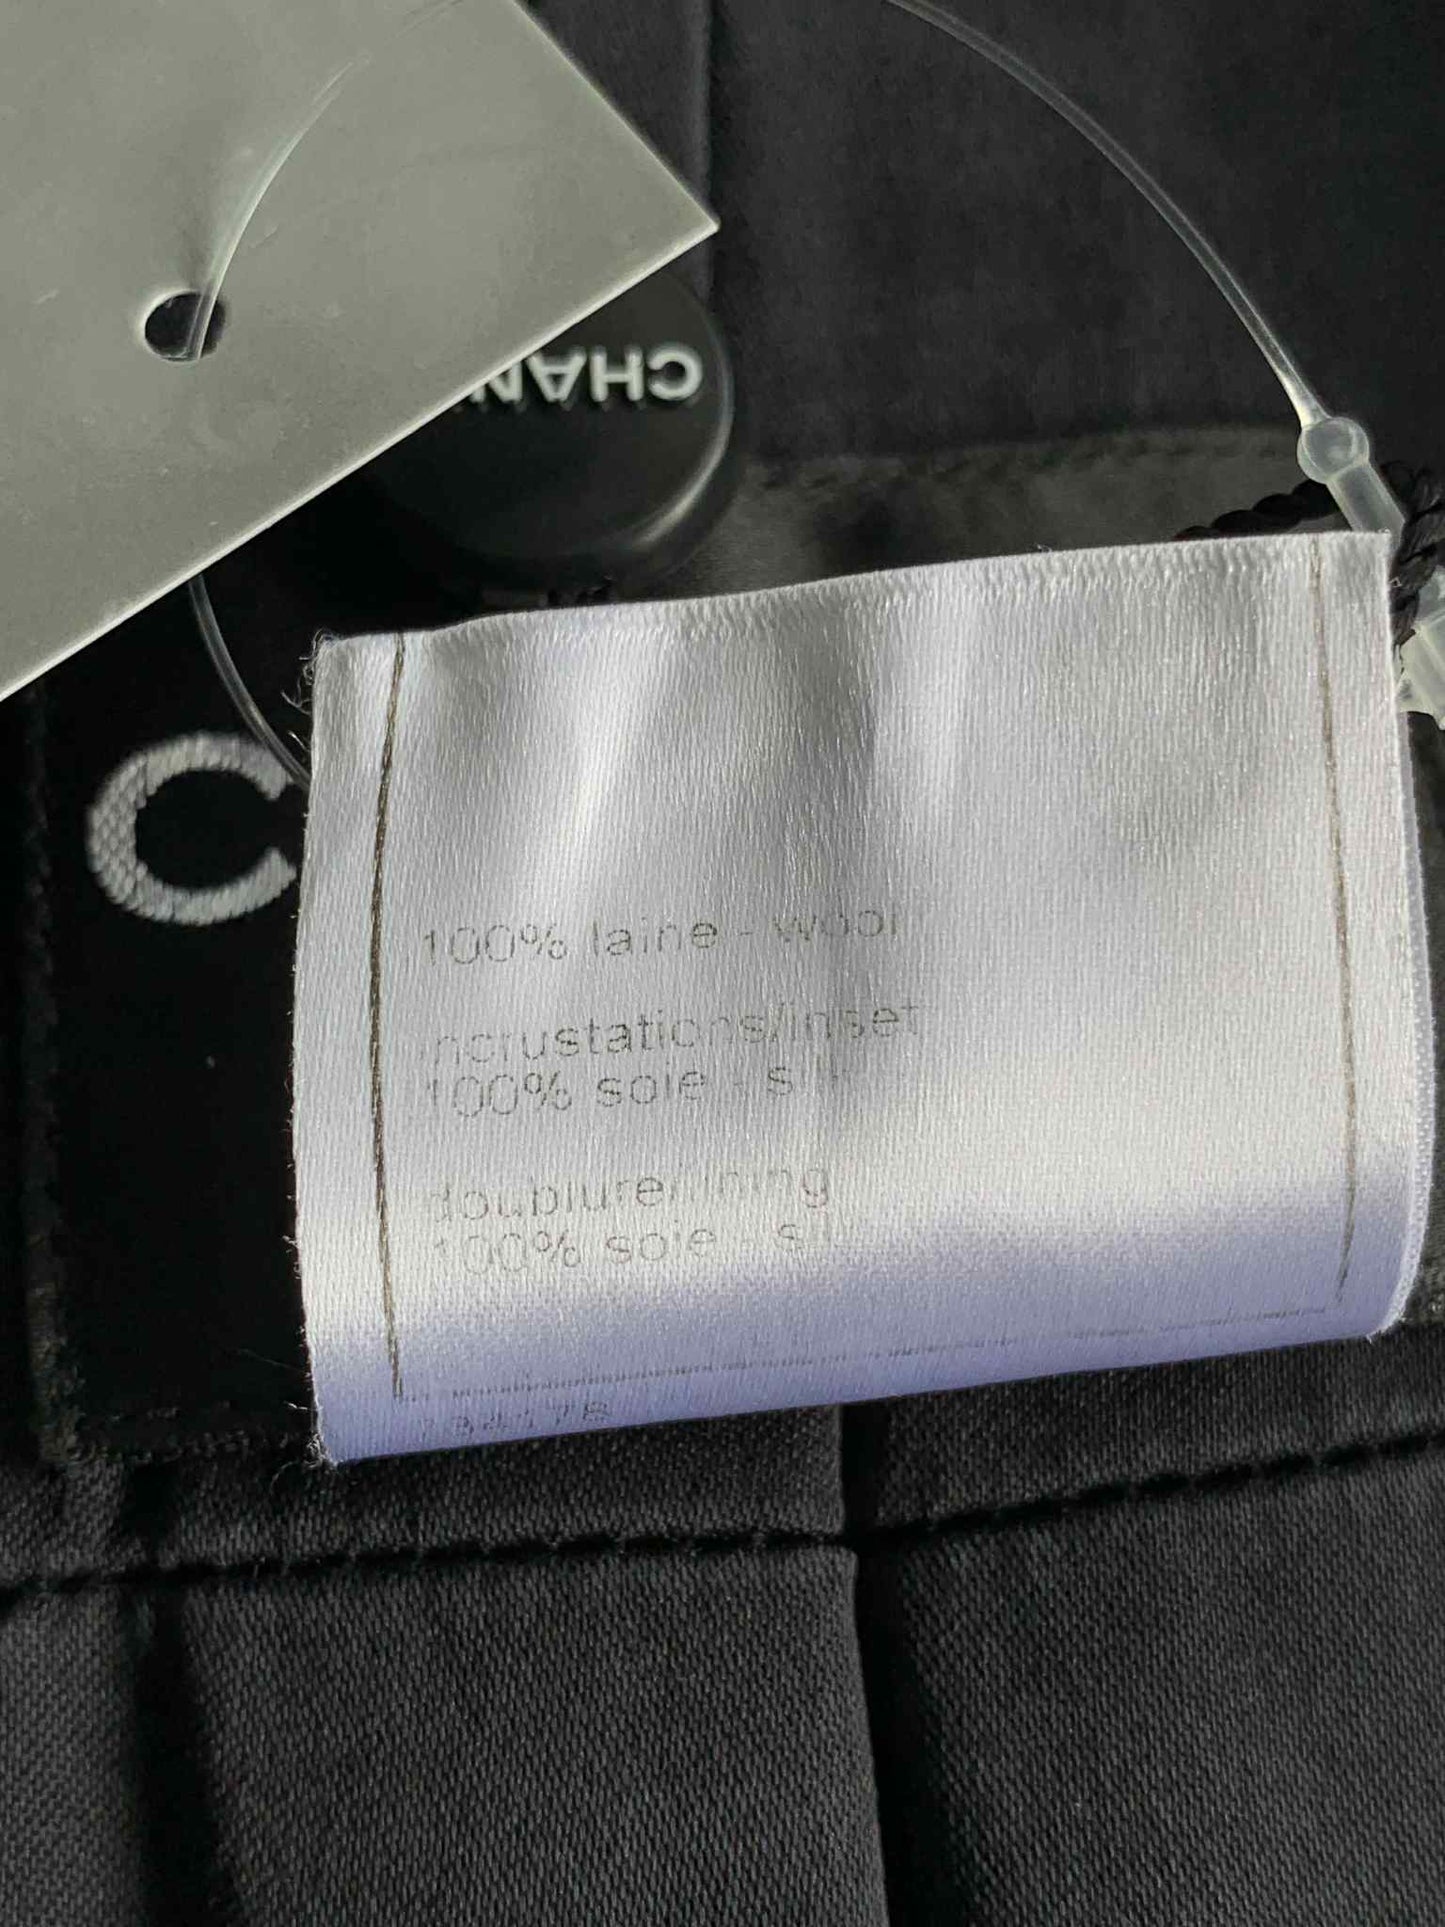 CHAN
C
100% laine - wool
incrustations/inset
100% soie - silk
doublure/lining
100% soie - silk